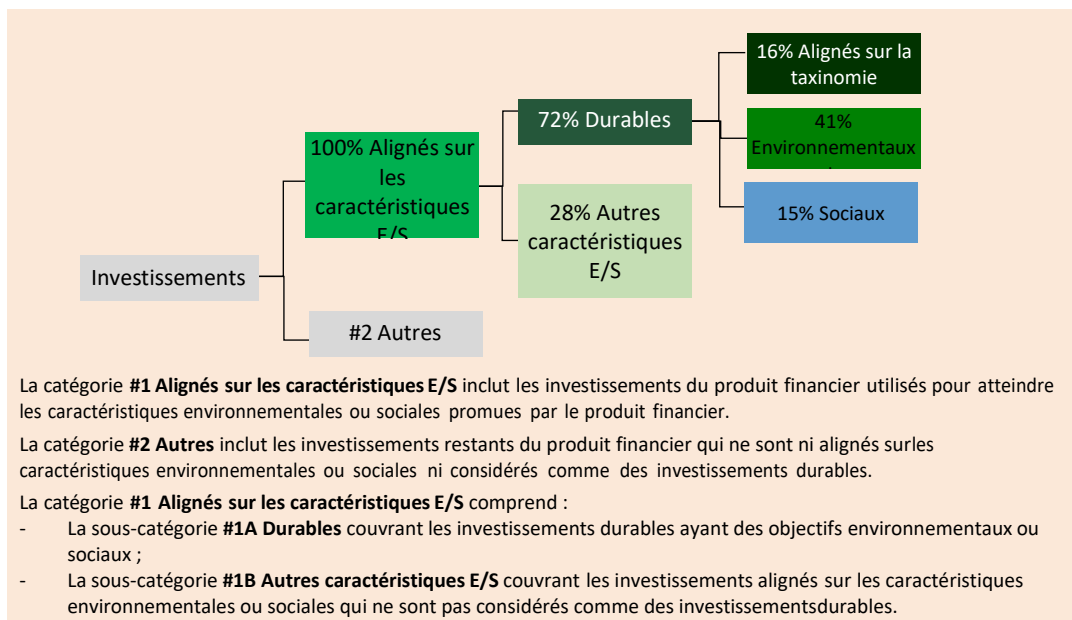 16% Alignés sur la
taxinomie
72% Durables
41%
Environnementaux
100% Alignés sur
les
caractéristiques
E/S
28% Autres
caractéristiques
E/S
15% Sociaux
Investissements
#2 Autres
La catégorie #1 Alignés sur les caractéristiques E/S inclut les investissements du produit financier utilisés pour atteindre
les caractéristiques environnementales ou sociales promues par le produit financier.
La catégorie #2 Autres inclut les investissements restants du produit financier qui ne sont ni alignés surles
caractéristiques environnementales ou sociales ni considérés comme des investissements durables.
La catégorie #1 Alignés sur les caractéristiques E/S comprend :
- La sous-catégorie #1A Durables couvrant les investissements durables ayant des objectifs environnementaux ou
sociaux ;
- La sous-catégorie #1B Autres caractéristiques E/S couvrant les investissements alignés sur les caractéristiques
environnementales ou sociales qui ne sont pas considérés comme des investissementsdurables.